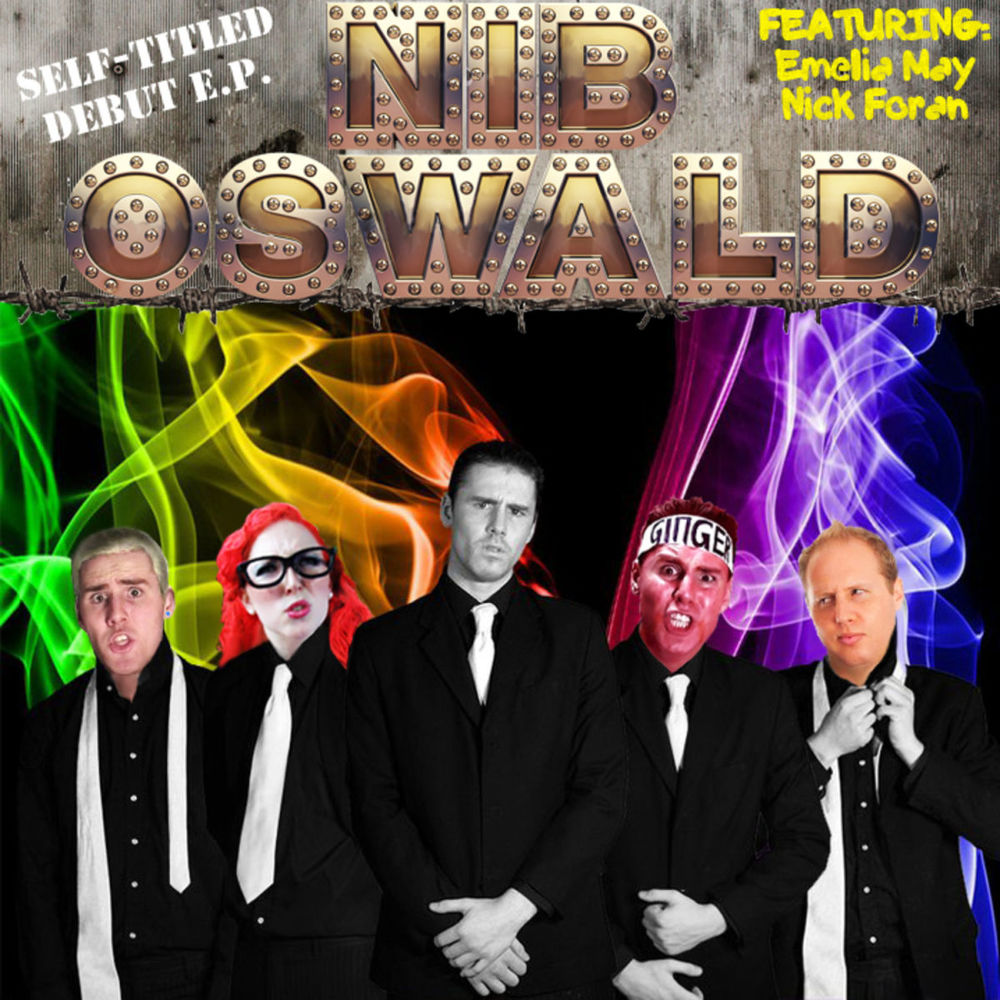 SELF-TITLED
DEBUT E.P.
NIB
OSWALD
FEATURING:
Emelia May
Nick Foran
GINGER